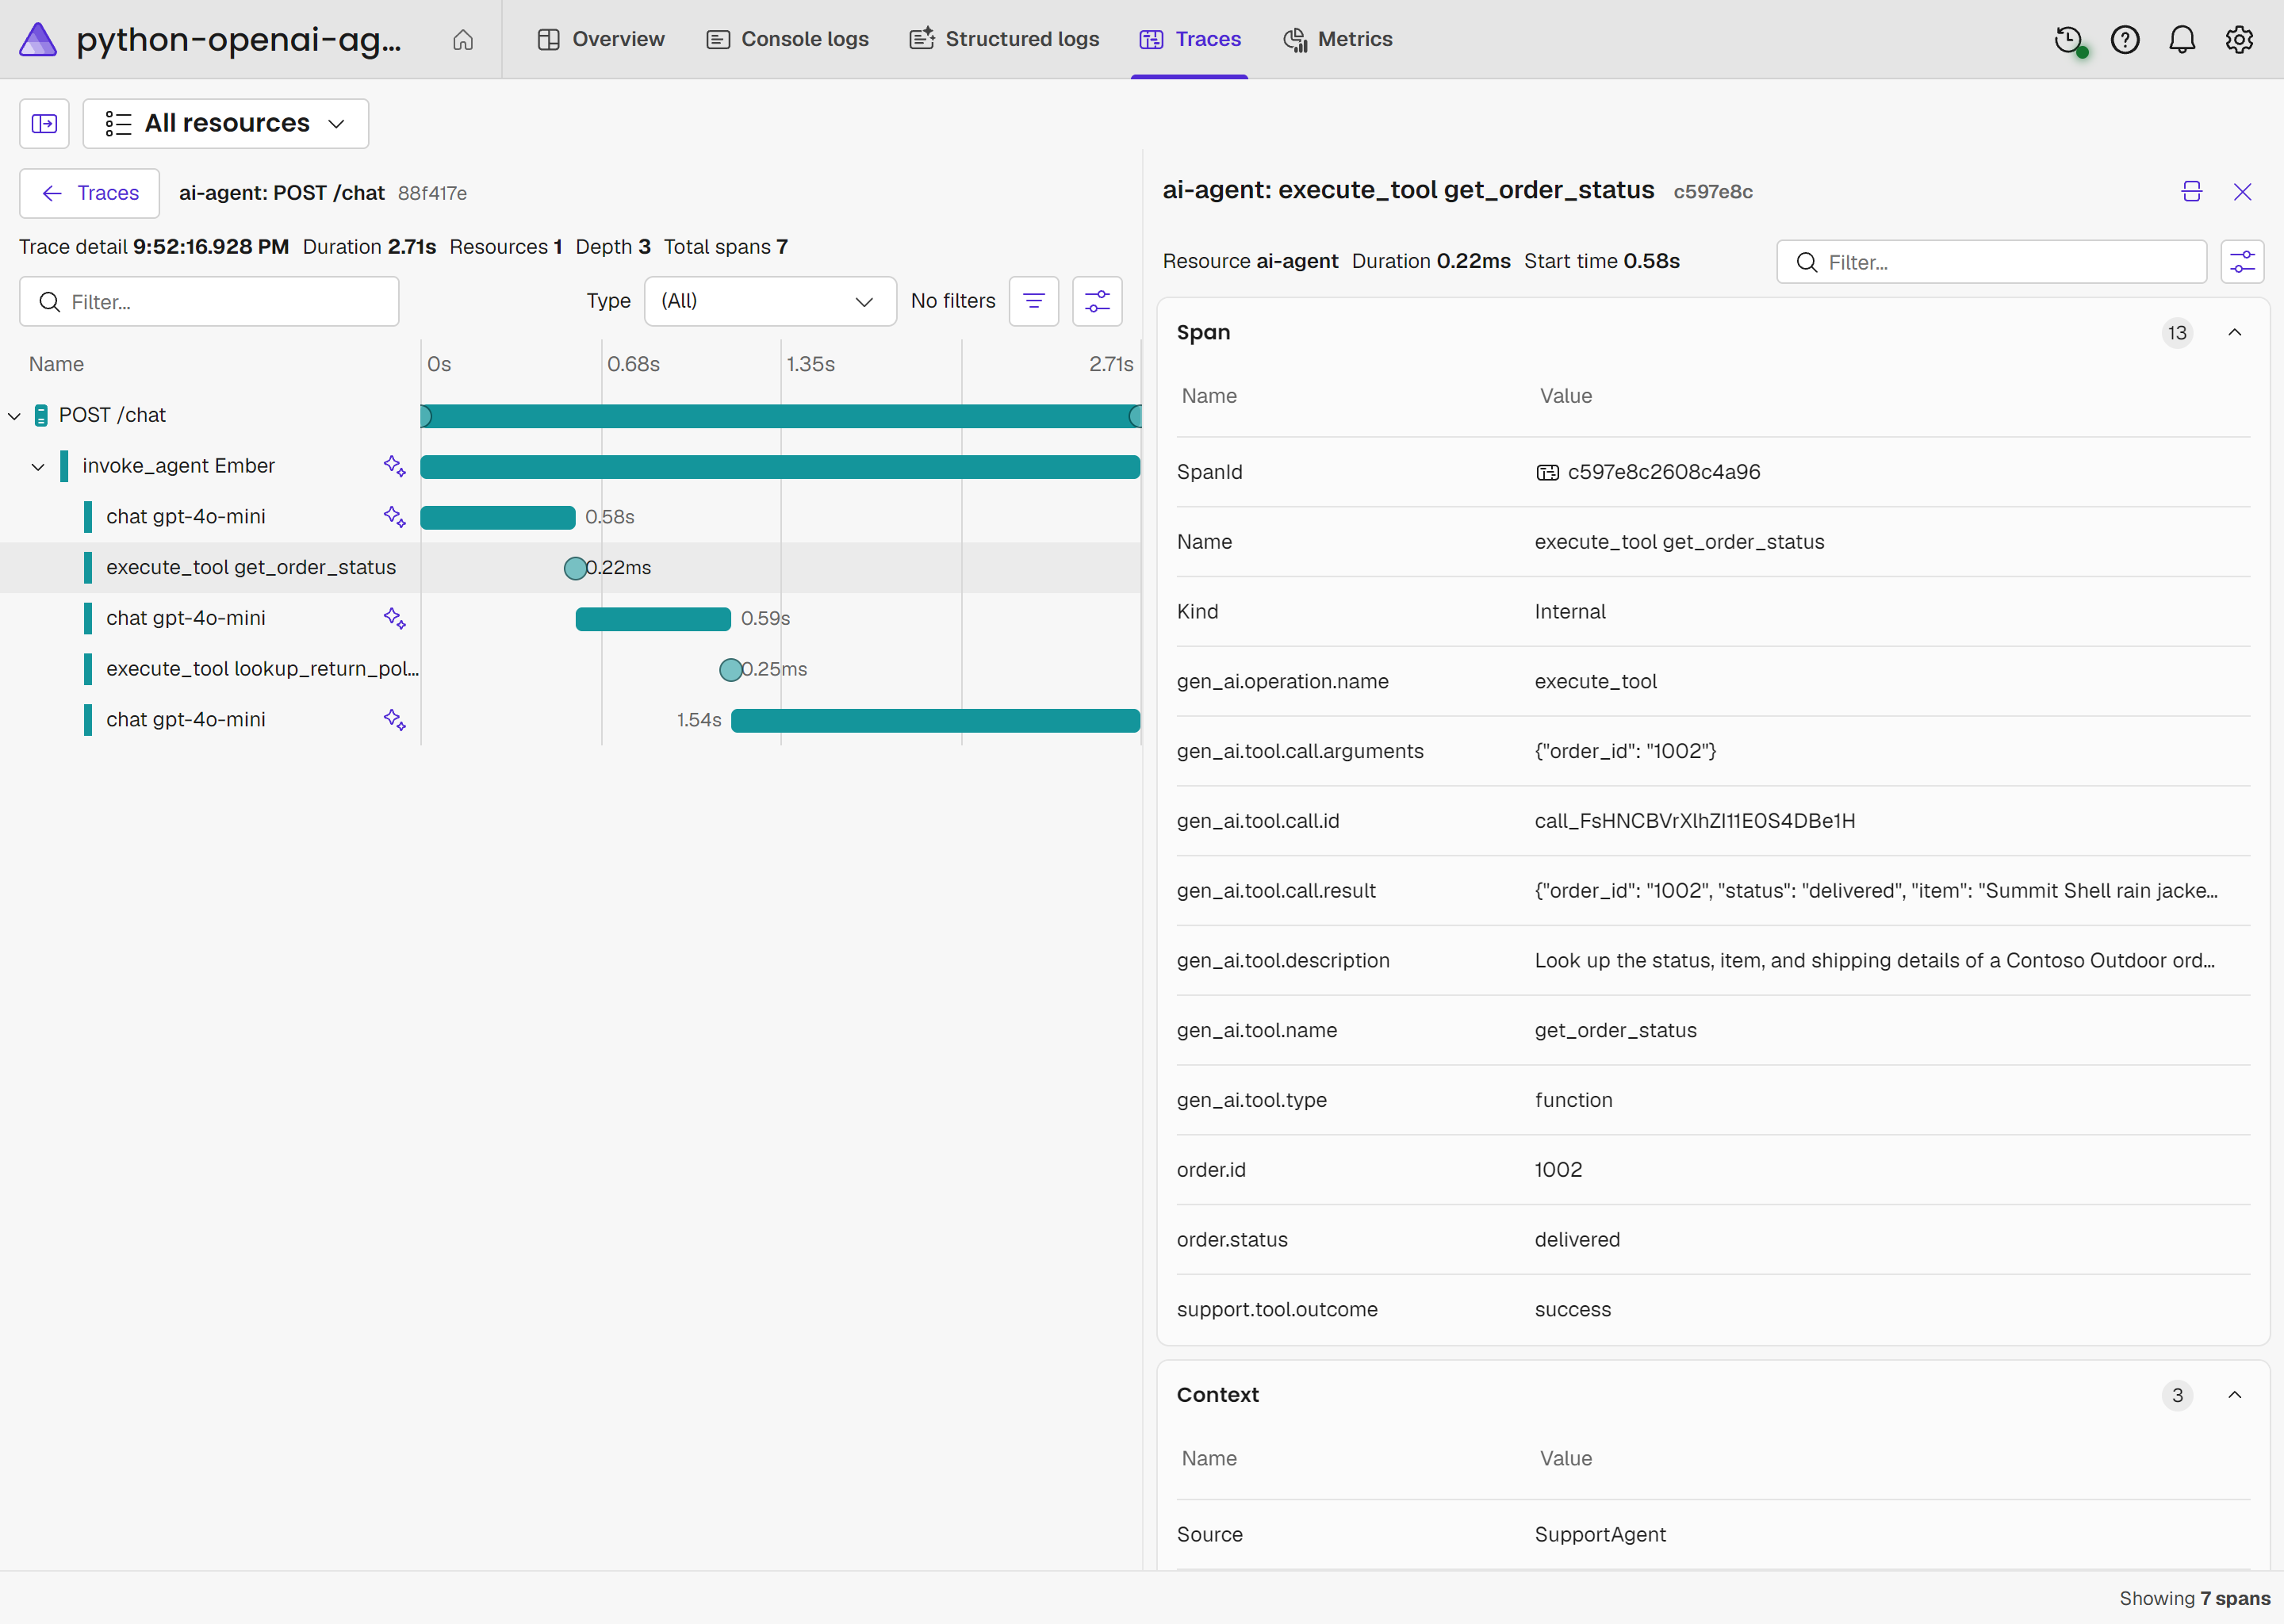 python-openai-ag...
Overview
Console logs
Structured logs
Traces
Metrics
All resources
Traces
ai-agent: POST /chat 88f417e
Trace detail 9:52:16.928 PM Duration 2.71s Resources 1 Depth 3 Total spans 7
Filter...
Type (All) No filters
Name 0s 0.68s 1.35s 2.71s
POST /chat
invoke_agent Ember
chat gpt-4o-mini 0.58s
execute_tool get_order_status 0.22ms
chat gpt-4o-mini 0.59s
execute_tool lookup_return_pol... 0.25ms
chat gpt-4o-mini 1.54s
ai-agent: execute_tool get_order_status c597e8c
Resource ai-agent Duration 0.22ms Start time 0.58s
Filter...
Span 13
Name Value
SpanId c597e8c2608c4a96
Name execute_tool get_order_status
Kind Internal
gen_ai.operation.name execute_tool
gen_ai.tool.call.arguments {"order_id": "1002"}
gen_ai.tool.call.id call_FsHNCBVrXlhZI11E0S4DBe1H
gen_ai.tool.call.result {"order_id": "1002", "status": "delivered", "item": "Summit Shell rain jacke...
gen_ai.tool.description Look up the status, item, and shipping details of a Contoso Outdoor ord...
gen_ai.tool.name get_order_status
gen_ai.tool.type function
order.id 1002
order.status delivered
support.tool.outcome success
Context 3
Name Value
Source SupportAgent
Showing 7 spans